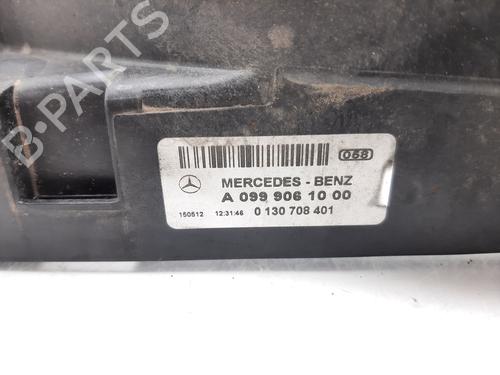 B-PARTS
058
MERCEDES - BENZ
A 099 906 10 00
150512 12:31:46 0 130 708 401